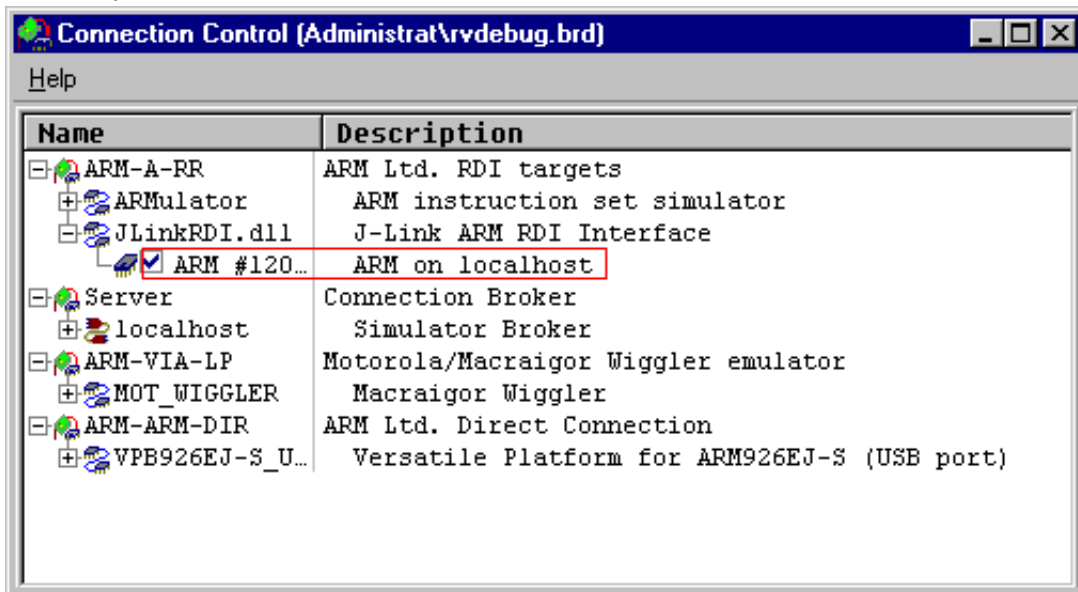 Connection Control (Administrat\rvdebug.brd)
Help
Name Description
ARM-A-RR ARM Ltd. RDI targets
ARMulator ARM instruction set simulator
JLinkRDI.dll J-Link ARM RDI Interface
ARM #120… ARM on localhost
Server Connection Broker
localhost Simulator Broker
ARM-VIA-LP Motorola/Macraigor Wiggler emulator
MOT_WIGGLER Macraigor Wiggler
ARM-ARM-DIR ARM Ltd. Direct Connection
VPB926EJ-S_U… Versatile Platform for ARM926EJ-S (USB port)